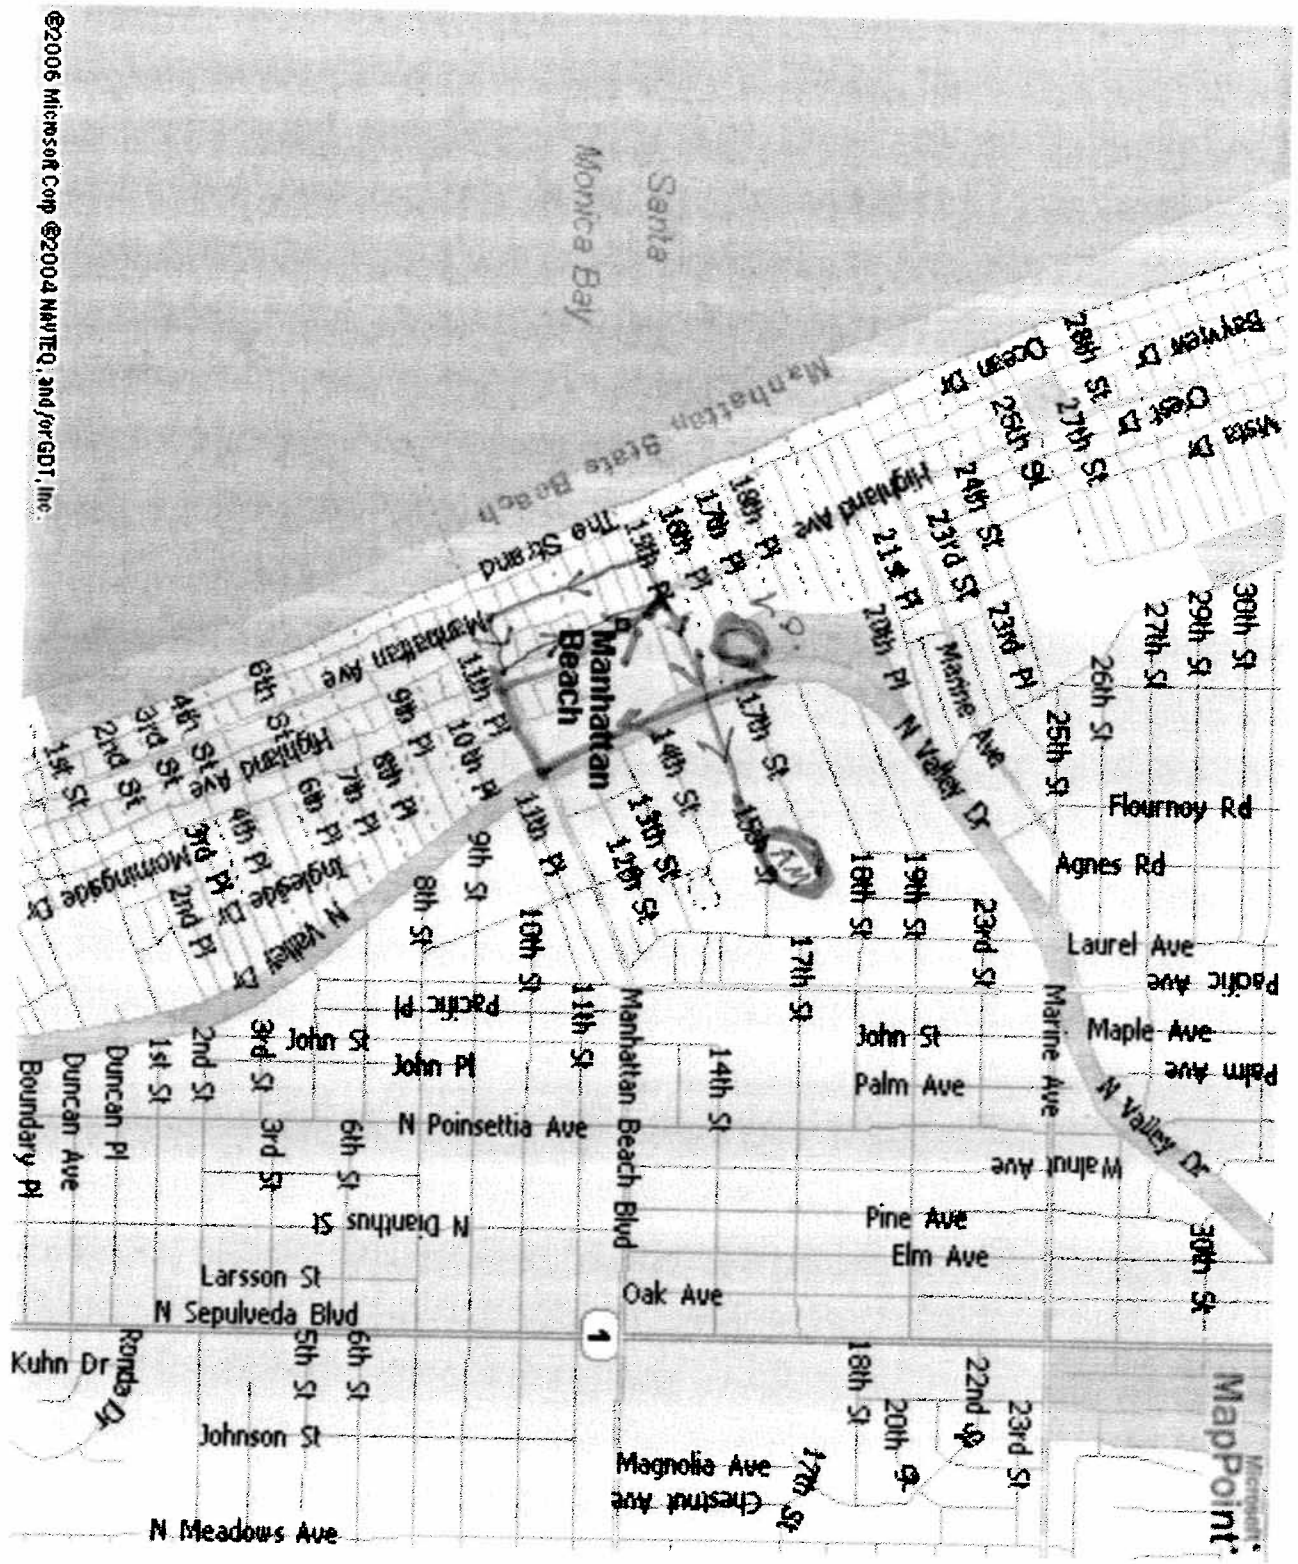 ©2006 Microsoft Corp ©2004 NAVTEQ, and/or GDT, Inc.
Santa
Monica Bay
Manhattan State Beach
Bayview Dr
Crest Dr
Vista Dr
Ocean Dr
28th St
27th St
26th St
24th St
23rd St
Highland Ave
21st Pl
18th Pl
17th Pl
16th Pl
15th Pl
The Strand
20th Pl
23rd Pl
Marine Ave
30th St
29th St
27th St
26th St
25th St
N Valley Dr
Flournoy Rd
Agnes Rd
Manhattan
Beach
17th St
14th St
15th St
13th St
12th St
Manhattan Ave
11th Pl
10th Pl
9th Pl
8th Pl
7th Pl
6th Pl
6th St
4th St
3rd St
2nd St
1st St
Highland Ave
4th Pl
3rd Pl
2nd Pl
Morningside Dr
Ingleside Dr
N Valley Dr
11th Pl
9th St
8th St
10th St
11th St
18th St
19th St
23rd St
17th St
Laurel Ave
Pacific Ave
Maple Ave
Palm Ave
Marine Ave
John St
Palm Ave
N Valley Dr
Pacific Pl
John St
John Pl
Manhattan Beach Blvd
14th St
Boundary Pl
Duncan Ave
Duncan Pl
1st St
2nd St
3rd St
3rd St
6th St
N Poinsettia Ave
Walnut Ave
N Dianthus St
Pine Ave
Elm Ave
Oak Ave
30th St
Larsson St
N Sepulveda Blvd
1
Kuhn Dr
Ronda Dr
5th St
6th St
18th St
20th St
22nd St
23rd St
Johnson St
Magnolia Ave
Chestnut Ave
17th St
N Meadows Ave
Microsoft
MapPoint